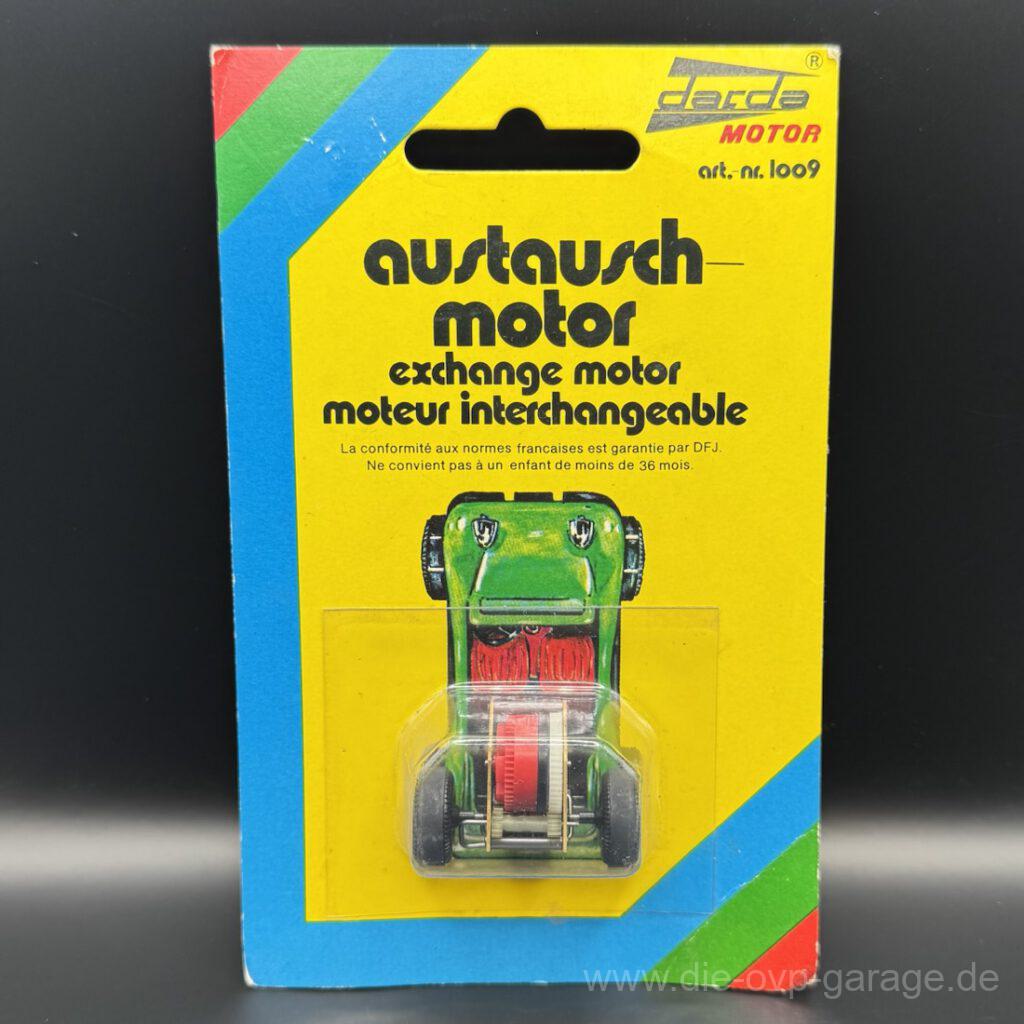 darda ®
MOTOR
art.-nr. 1009
austausch-
motor
exchange motor
moteur interchangeable
La conformité aux normes francaises est garantie par DFJ.
Ne convient pas à un enfant de moins de 36 mois.
www.die-ovp-garage.de